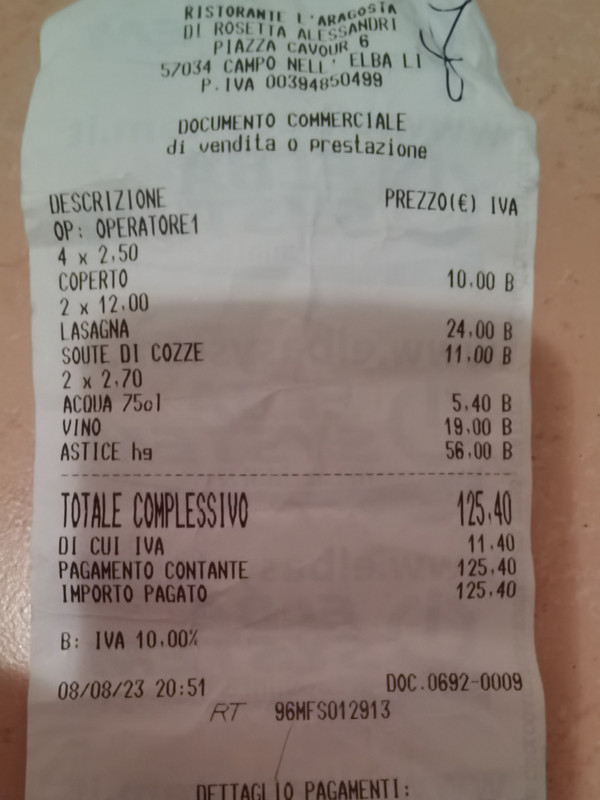 RISTORANTE L'ARAGOSTA
DI ROSETTA ALESSANDRI
PIAZZA CAVOUR 6
57034 CAMPO NELL' ELBA LI
P.IVA 00394850499
DOCUMENTO COMMERCIALE
di vendita o prestazione
DESCRIZIONE PREZZO(€) IVA
OP: OPERATORE1
4 x 2,50
COPERTO 10,00 B
2 x 12,00
LASAGNA 24,00 B
SOUTE DI COZZE 11,00 B
2 x 2,70
ACQUA 75cl 5,40 B
VINO 19,00 B
ASTICE hg 56,00 B
TOTALE COMPLESSIVO 125,40
DI CUI IVA 11,40
PAGAMENTO CONTANTE 125,40
IMPORTO PAGATO 125,40
B: IVA 10,00%
08/08/23 20:51 DOC.0692-0009
RT 96MFS012913
DETTAGLIO PAGAMENTI: